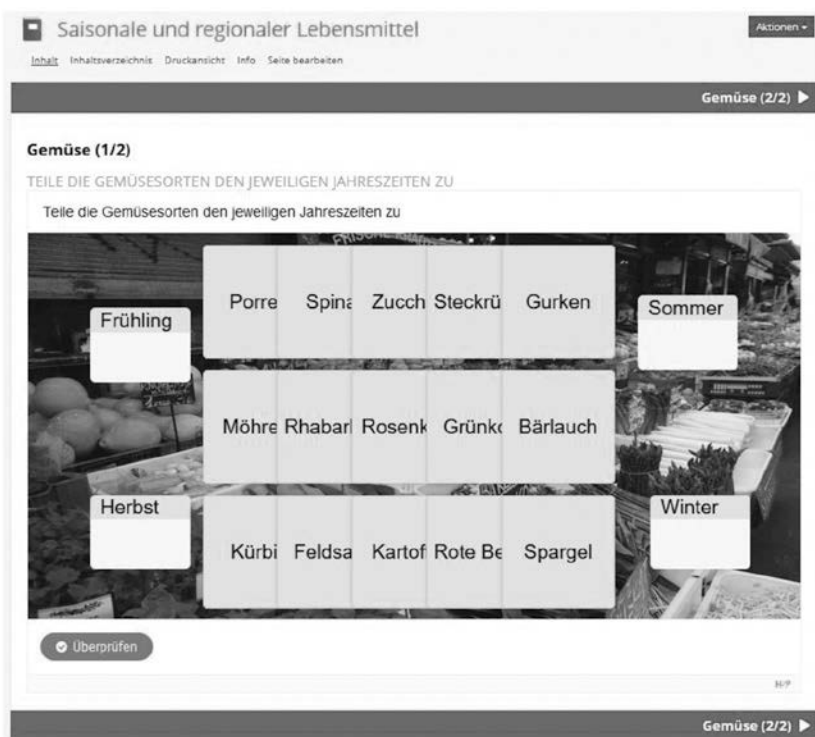 Saisonale und regionaler Lebensmittel
Aktionen
Inhalt Inhaltsverzeichnis Druckansicht Info Seite bearbeiten
Gemüse (2/2)
Gemüse (1/2)
TEILE DIE GEMÜSESORTEN DEN JEWEILIGEN JAHRESZEITEN ZU
Teile die Gemüsesorten den jeweiligen Jahreszeiten zu
Frühling
Porre Spina Zucch Steckrü Gurken
Sommer
Möhre Rhabarl Rosenk Grünko Bärlauch
Herbst
Winter
Kürbi Feldsa Kartof Rote Be Spargel
Überprüfen
H-P
Gemüse (2/2)